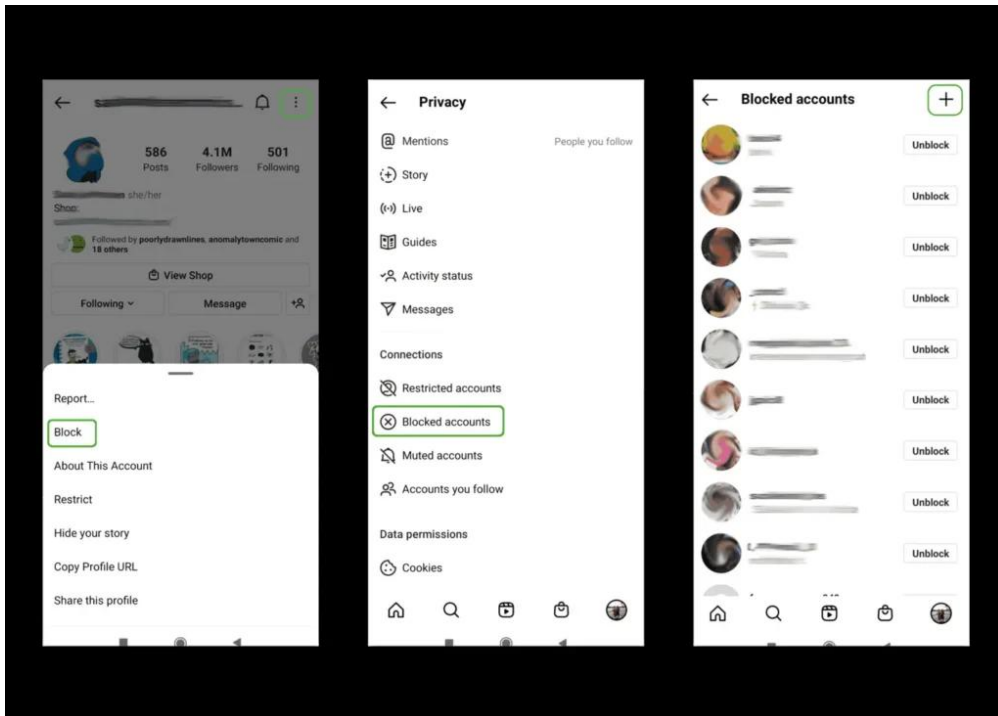 586 4.1M 501
Posts Followers Following
she/her
Shop:
Followed by poorlydrawnlines, anomalytowncomic and
18 others
View Shop
Following Message
Report...
Block
About This Account
Restrict
Hide your story
Copy Profile URL
Share this profile
Privacy
Mentions People you follow
Story
Live
Guides
Activity status
Messages
Connections
Restricted accounts
Blocked accounts
Muted accounts
Accounts you follow
Data permissions
Cookies
Blocked accounts
Unblock
Unblock
Unblock
Unblock
Unblock
Unblock
Unblock
Unblock
Unblock